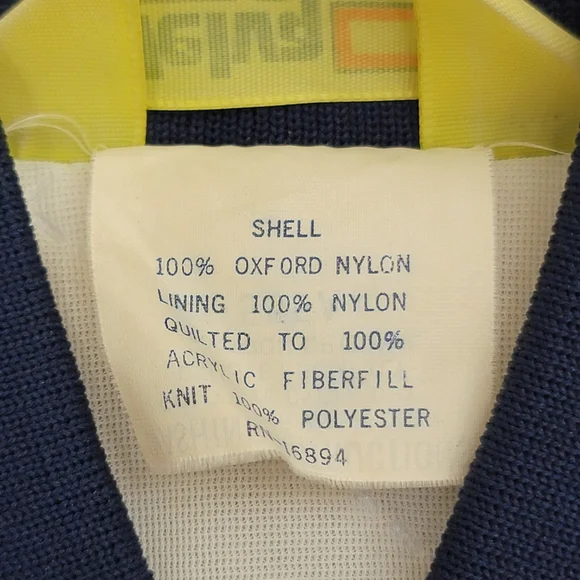 SHELL
100% OXFORD NYLON
LINING 100% NYLON
QUILTED TO 100%
ACRYLIC FIBERFILL
KNIT 100% POLYESTER
RN-16894